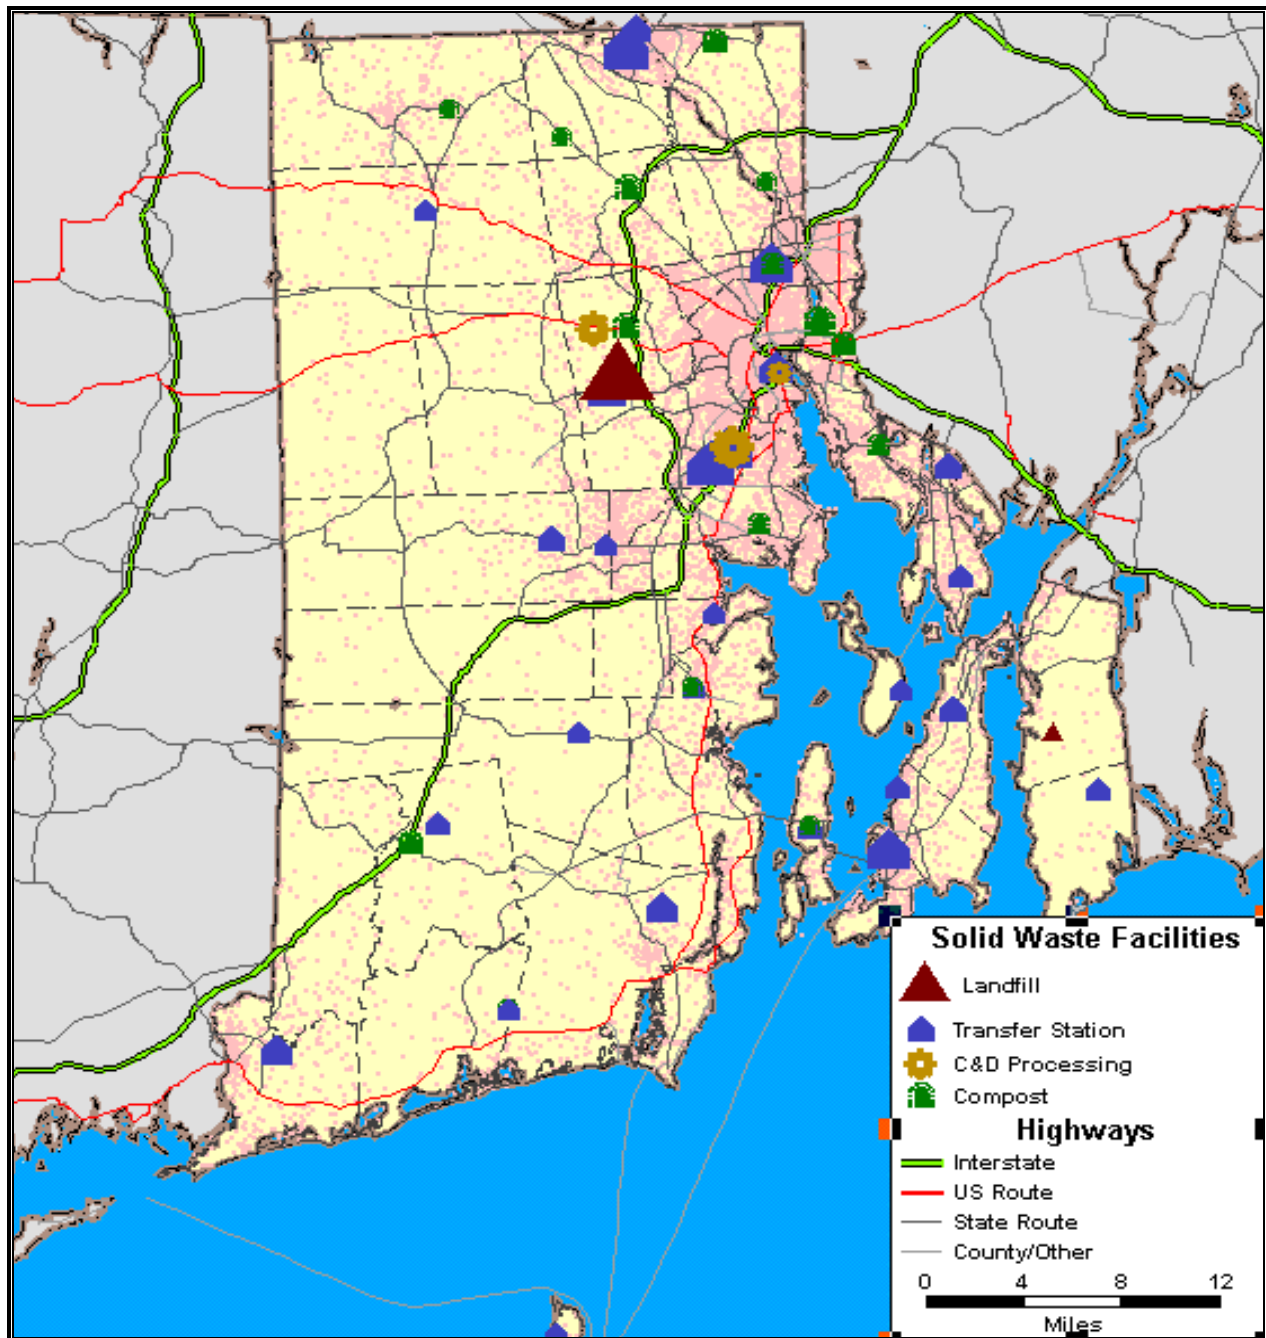 Solid Waste Facilities
Landfill
Transfer Station
C&D Processing
Compost
Highways
Interstate
US Route
State Route
County/Other
0 4 8 12
Miles